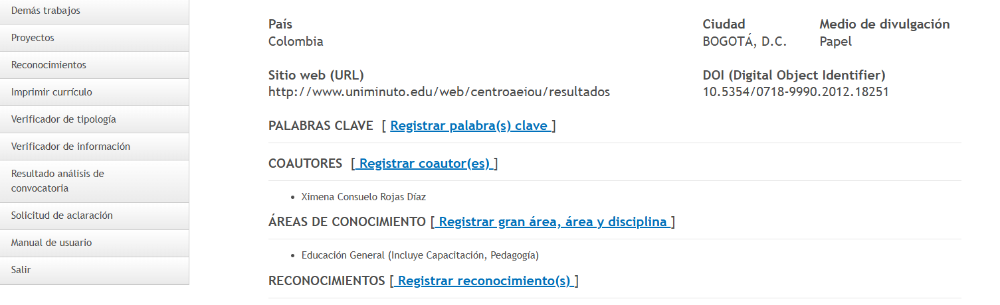 Demás trabajos
Proyectos
Reconocimientos
Imprimir currículo
Verificador de tipología
Verificador de información
Resultado análisis de
convocatoria
Solicitud de aclaración
Manual de usuario
Salir
País Ciudad Medio de divulgación
Colombia BOGOTÁ, D.C. Papel
Sitio web (URL) DOI (Digital Object Identifier)
http://www.uniminuto.edu/web/centroaeiou/resultados 10.5354/0718-9990.2012.18251
PALABRAS CLAVE [ Registrar palabra(s) clave ]
COAUTORES [ Registrar coautor(es) ]
• Ximena Consuelo Rojas Díaz
ÁREAS DE CONOCIMIENTO [ Registrar gran área, área y disciplina ]
• Educación General (Incluye Capacitación, Pedagogía)
RECONOCIMIENTOS [ Registrar reconocimiento(s) ]